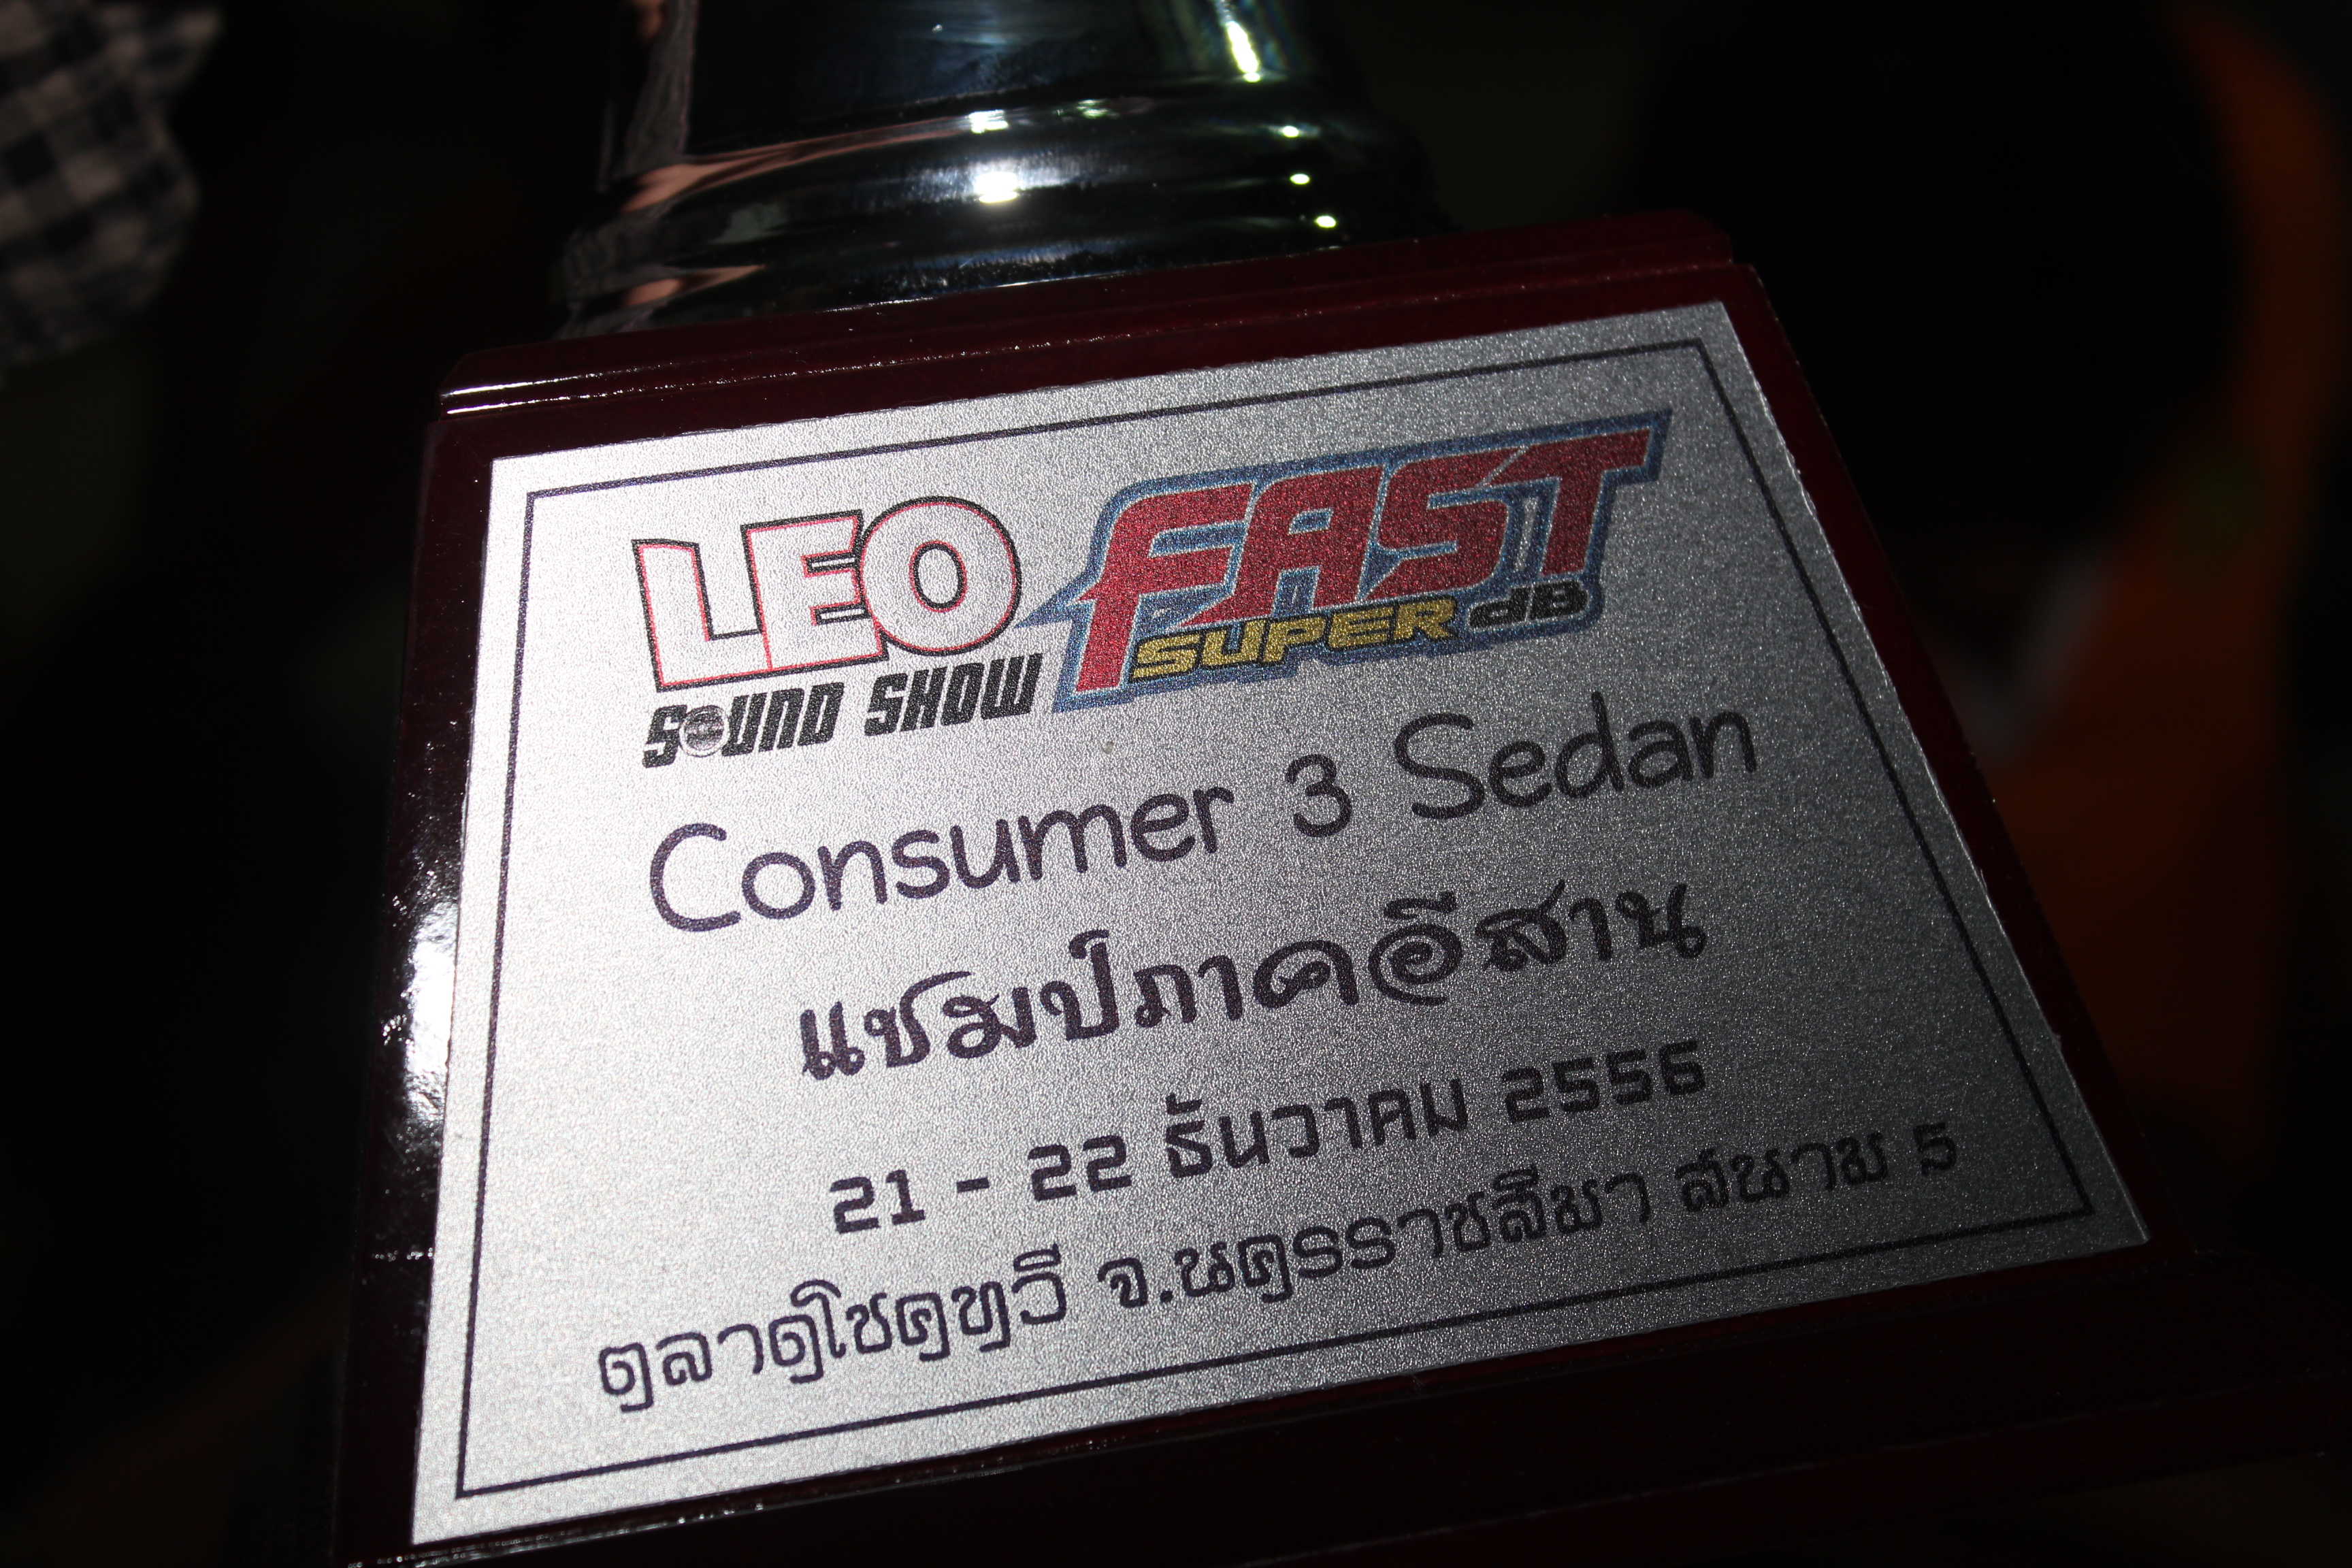 LEO
SOUND SHOW
FAST
SUPER dB
Consumer 3 Sedan
แชมป์ภาคอีสาน
21 - 22 ธันวาคม 2556
ตลาดโชคทวี จ.นครราชสีมา สนาม 5